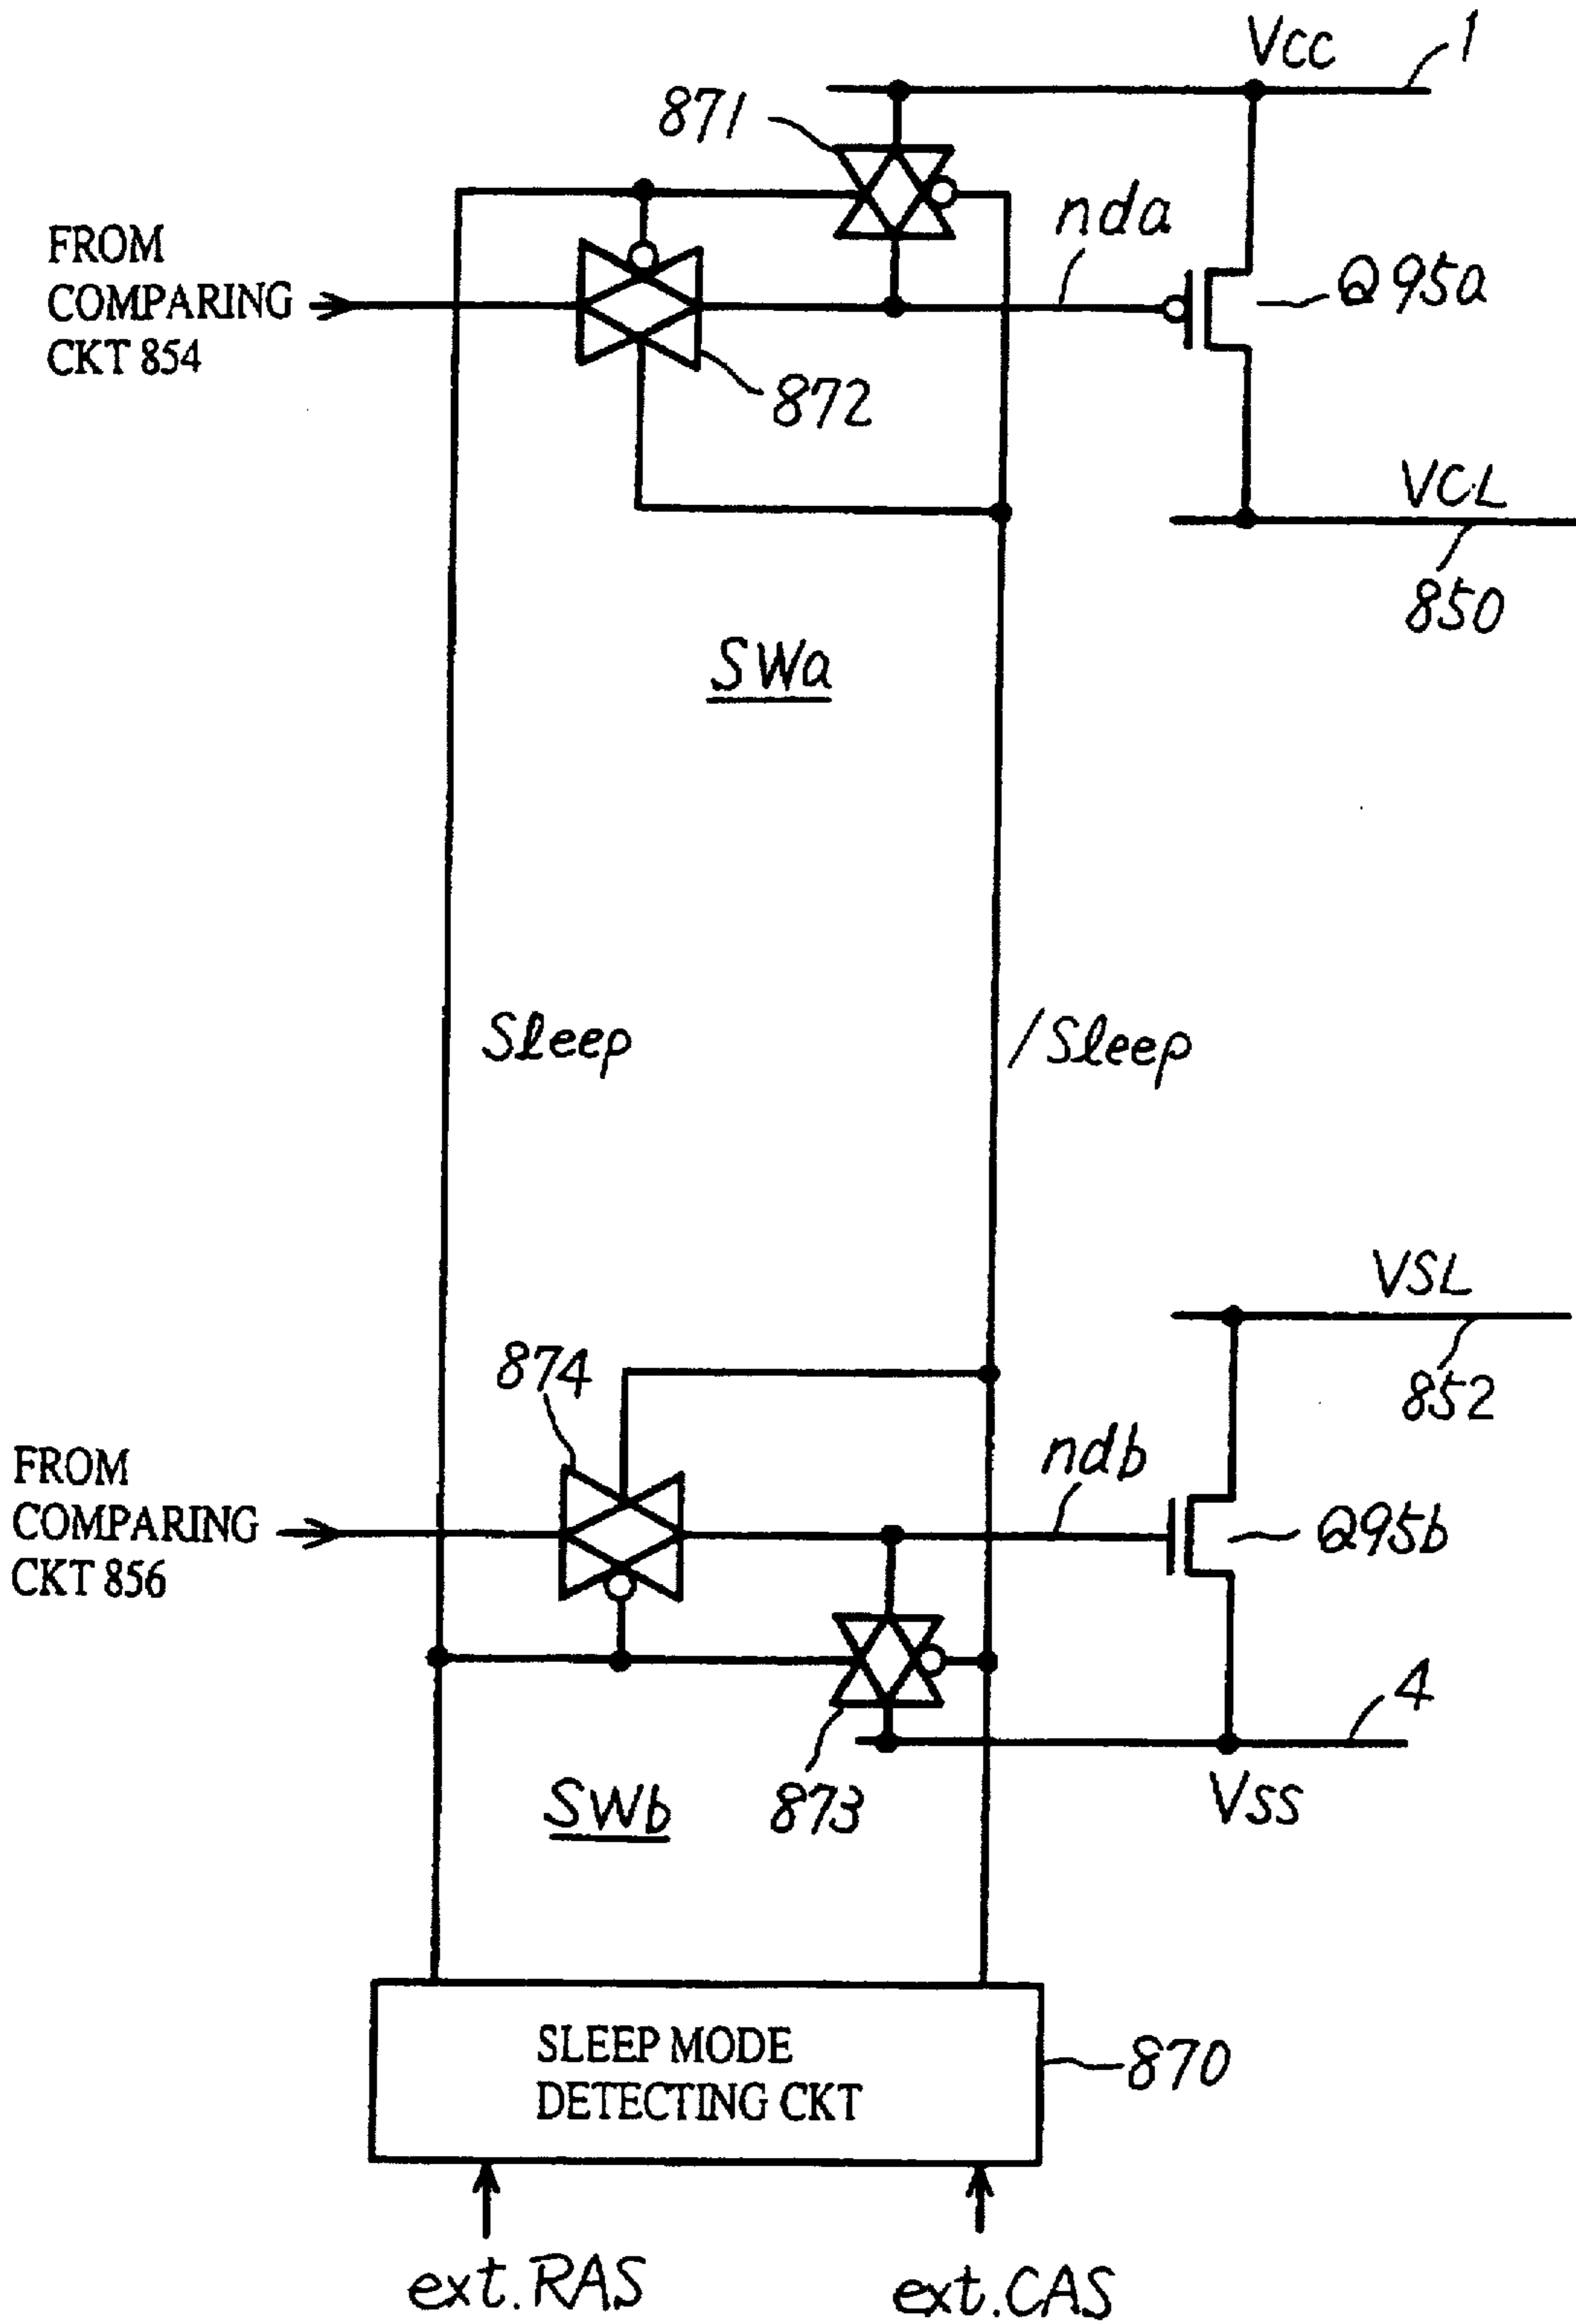 Vcc
1
871
nda
FROM
COMPARING
CKT 854
Q95a
872
VCL
850
SWa
Sleep
/Sleep
VSL
852
874
ndb
FROM
COMPARING
CKT 856
Q95b
4
873
SWb
Vss
SLEEP MODE
DETECTING CKT
870
ext.RAS
ext.CAS